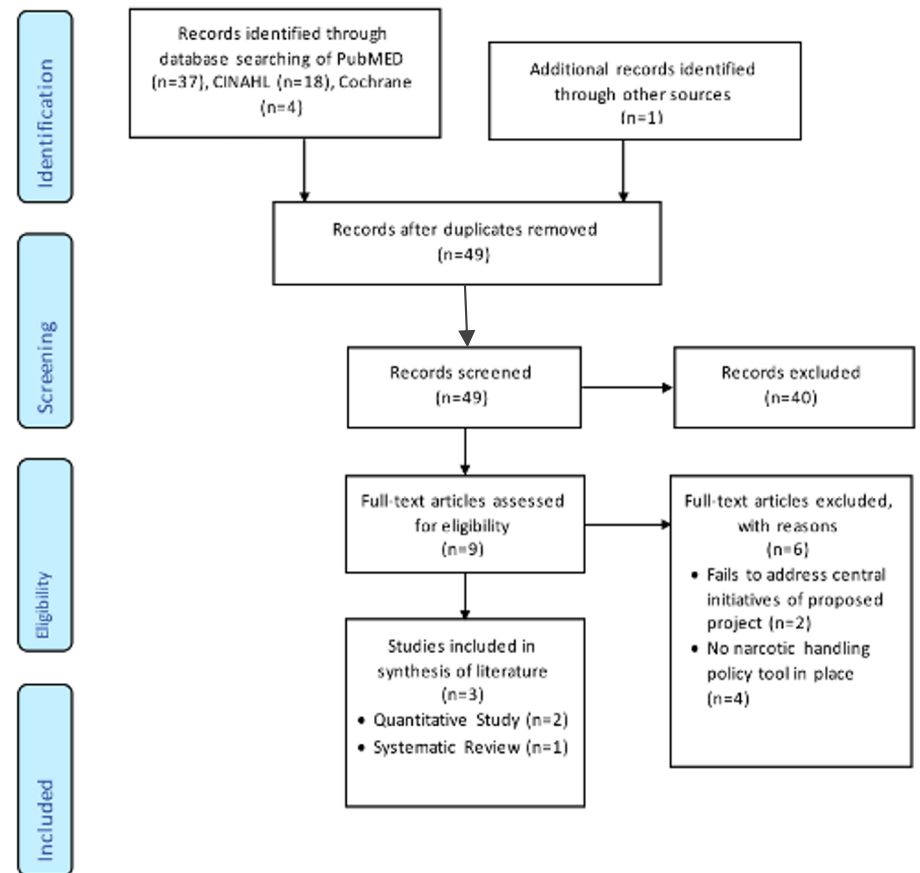 Identification
Records identified through
database searching of PubMED
(n=37), CINAHL (n=18), Cochrane
(n=4)
Additional records identified
through other sources
(n=1)
Records after duplicates removed
(n=49)
Screening
Records screened
(n=49)
Records excluded
(n=40)
Eligibility
Full-text articles assessed
for eligibility
(n=9)
Full-text articles excluded,
with reasons
(n=6)
• Fails to address central
initiatives of proposed
project (n=2)
• No narcotic handling
policy tool in place
(n=4)
Included
Studies included in
synthesis of literature
(n=3)
• Quantitative Study (n=2)
• Systematic Review (n=1)